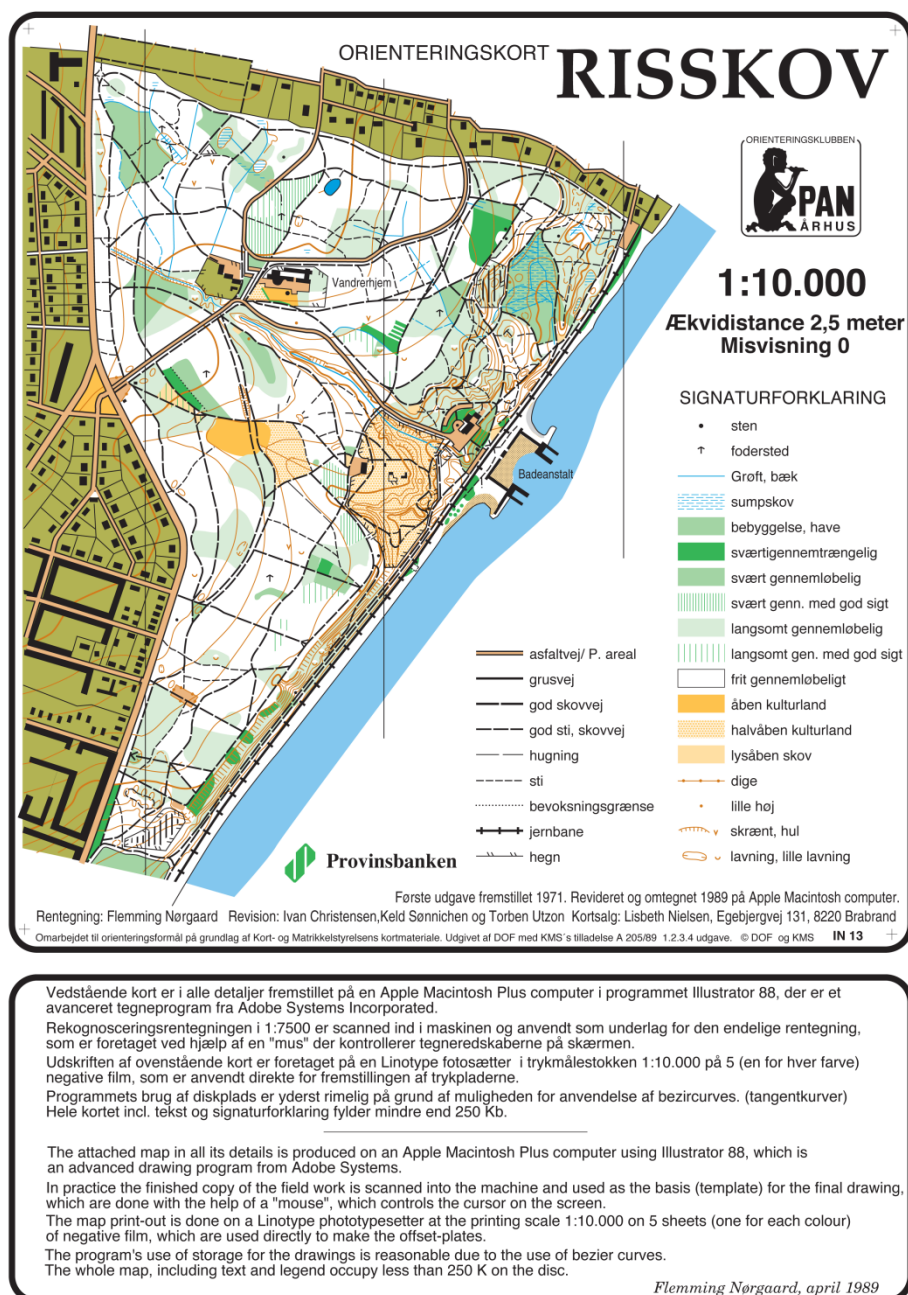 ORIENTERINGSKORT
RISSKOV
ORIENTERINGSKLUBBEN
PAN
ÅRHUS
1:10.000
Ækvidistance 2,5 meter
Misvisning 0
Vandrerhjem
Badeanstalt
SIGNATURFORKLARING
sten
fodersted
Grøft, bæk
sumpskov
bebyggelse, have
sværtigennemtrængelig
svært gennemløbelig
svært genn. med god sigt
langsomt gennemløbelig
langsomt gen. med god sigt
frit gennemløbeligt
åben kulturland
halvåben kulturland
lysåben skov
dige
lille høj
skrænt, hul
lavning, lille lavning
asfaltvej/ P. areal
grusvej
god skovvej
god sti, skovvej
hugning
sti
bevoksningsgrænse
jernbane
hegn
Provinsbanken
Første udgave fremstillet 1971. Revideret og omtegnet 1989 på Apple Macintosh computer.
Rentegning: Flemming Nørgaard Revision: Ivan Christensen,Keld Sønnichen og Torben Utzon Kortsalg: Lisbeth Nielsen, Egebjergvej 131, 8220 Brabrand
Omarbejdet til orienteringsformål på grundlag af Kort- og Matrikkelstyrelsens kortmateriale. Udgivet af DOF med KMS´s tilladelse A 205/89 1.2.3.4 udgave. © DOF og KMS IN 13
Vedstående kort er i alle detaljer fremstillet på en Apple Macintosh Plus computer i programmet Illustrator 88, der er et
avanceret tegneprogram fra Adobe Systems Incorporated.
Rekognosceringsrentegningen i 1:7500 er scanned ind i maskinen og anvendt som underlag for den endelige rentegning,
som er foretaget ved hjælp af en "mus" der kontrollerer tegneredskaberne på skærmen.
Udskriften af ovenstående kort er foretaget på en Linotype fotosætter i trykmålestokken 1:10.000 på 5 (en for hver farve)
negative film, som er anvendt direkte for fremstillingen af trykpladerne.
Programmets brug af diskplads er yderst rimelig på grund af muligheden for anvendelse af bezircurves. (tangentkurver)
Hele kortet incl. tekst og signaturforklaring fylder mindre end 250 Kb.
The attached map in all its details is produced on an Apple Macintosh Plus computer using Illustrator 88, which is
an advanced drawing program from Adobe Systems.
In practice the finished copy of the field work is scanned into the machine and used as the basis (template) for the final drawing,
which are done with the help of a "mouse", which controls the cursor on the screen.
The map print-out is done on a Linotype phototypesetter at the printing scale 1:10.000 on 5 sheets (one for each colour)
of negative film, which are used directly to make the offset-plates.
The program's use of storage for the drawings is reasonable due to the use of bezier curves.
The whole map, including text and legend occupy less than 250 K on the disc.
Flemming Nørgaard, april 1989